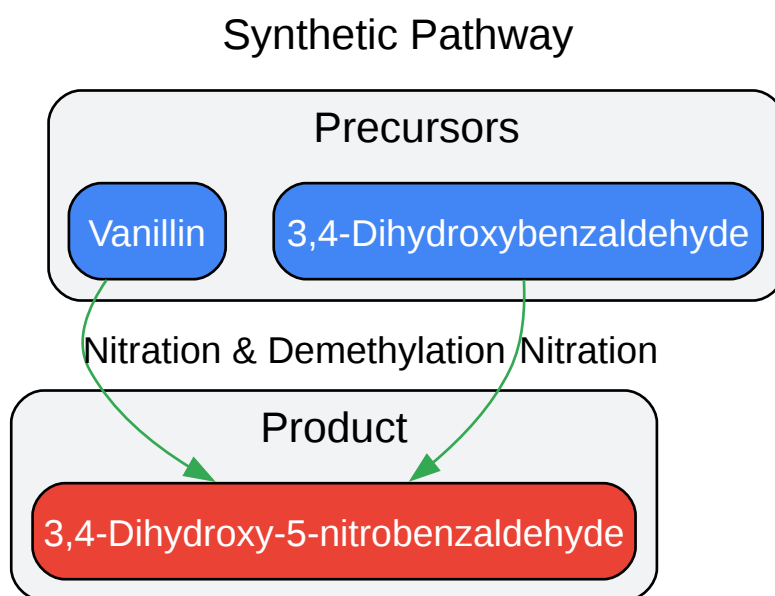 Synthetic Pathway
Precursors
Vanillin
3,4-Dihydroxybenzaldehyde
Nitration & Demethylation
Nitration
Product
3,4-Dihydroxy-5-nitrobenzaldehyde